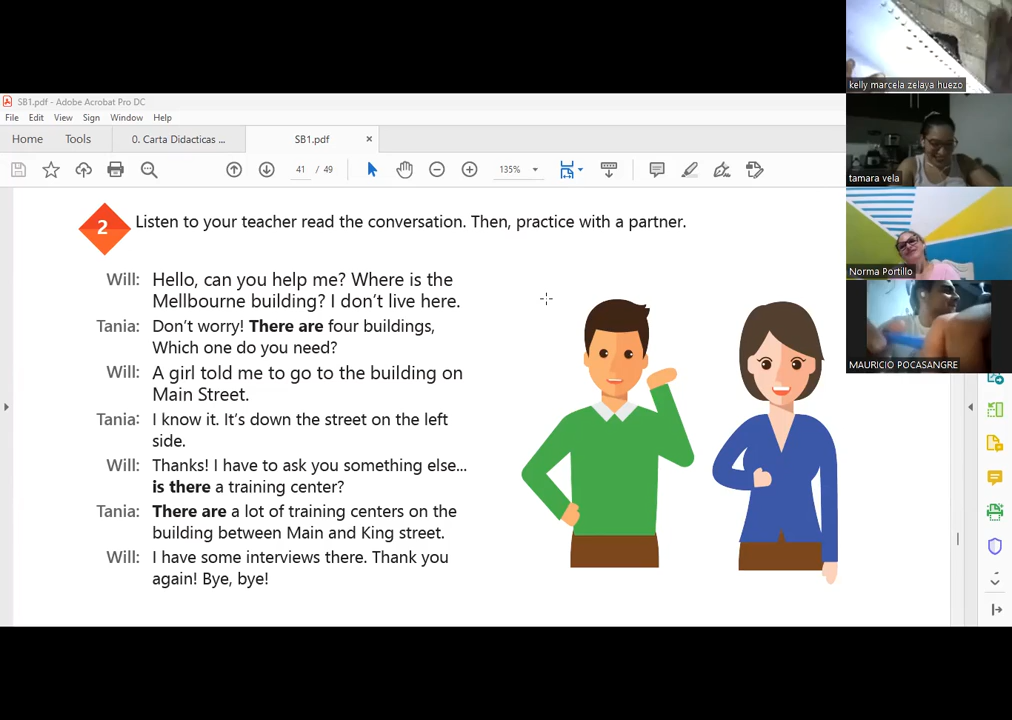 SB1.pdf - Adobe Acrobat Pro DC
File Edit View Sign Window Help
Home Tools 0. Carta Didacticas ... SB1.pdf ×
41 / 49 135%
2 Listen to your teacher read the conversation. Then, practice with a partner.
Will: Hello, can you help me? Where is the
Mellbourne building? I don't live here.
Tania: Don't worry! There are four buildings,
Which one do you need?
Will: A girl told me to go to the building on
Main Street.
Tania: I know it. It's down the street on the left
side.
Will: Thanks! I have to ask you something else...
is there a training center?
Tania: There are a lot of training centers on the
building between Main and King street.
Will: I have some interviews there. Thank you
again! Bye, bye!
kelly marcela zelaya huezo
tamara vela
Norma Portillo
MAURICIO POCASANGRE